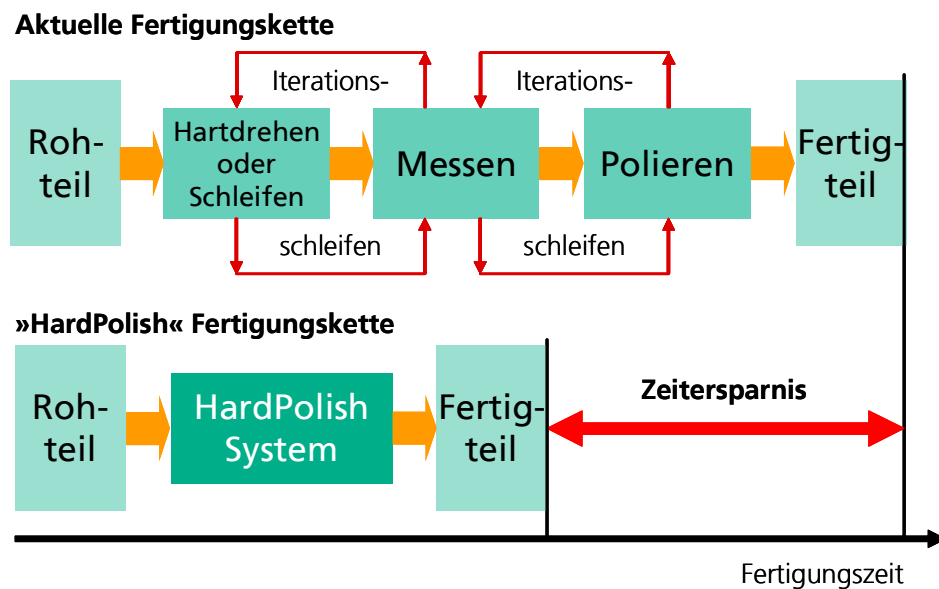 Aktuelle Fertigungskette
Iterations-
Iterations-
Roh-
teil
Hartdrehen
oder
Schleifen
Messen
Polieren
Fertig-
teil
schleifen
schleifen
»HardPolish« Fertigungskette
Roh-
teil
HardPolish
System
Fertig-
teil
Zeitersparnis
Fertigungszeit